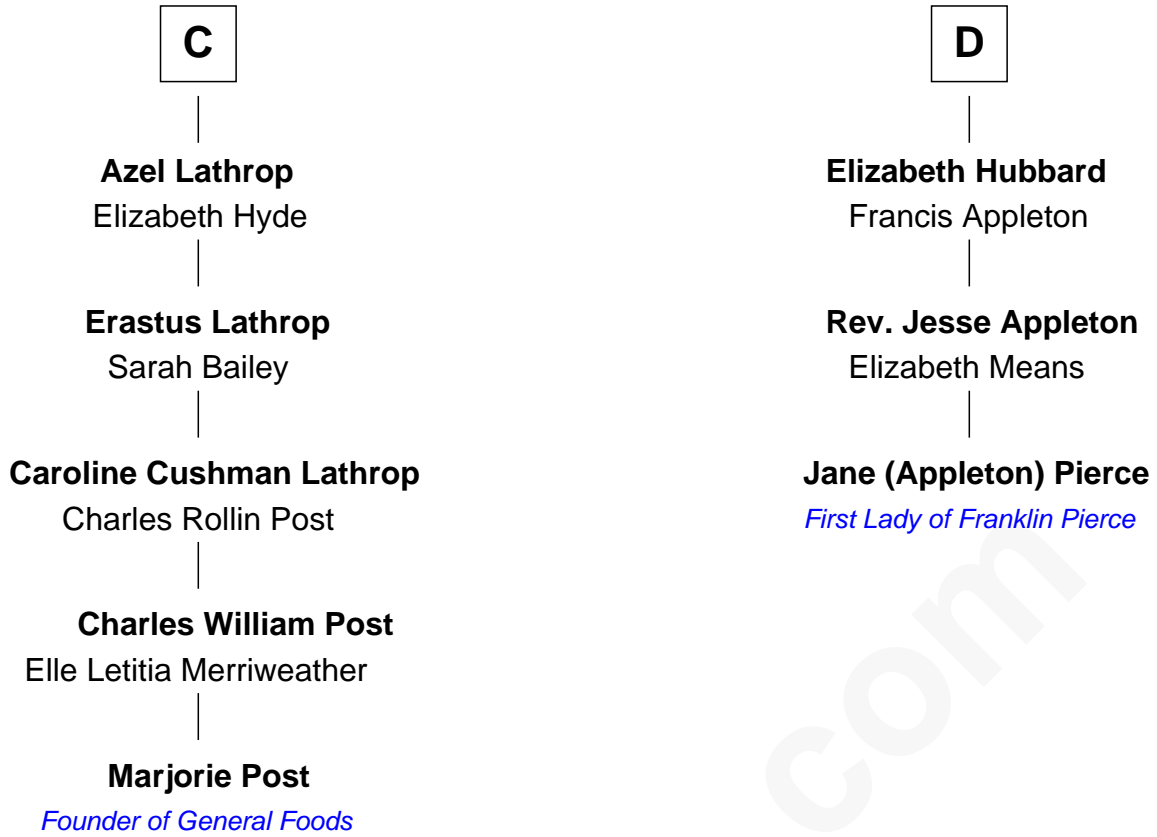 C
Azel Lathrop
Elizabeth Hyde
Erastus Lathrop
Sarah Bailey
Caroline Cushman Lathrop
Charles Rollin Post
Charles William Post
Elle Letitia Merriweather
Marjorie Post
Founder of General Foods
D
Elizabeth Hubbard
Francis Appleton
Rev. Jesse Appleton
Elizabeth Means
Jane (Appleton) Pierce
First Lady of Franklin Pierce
com